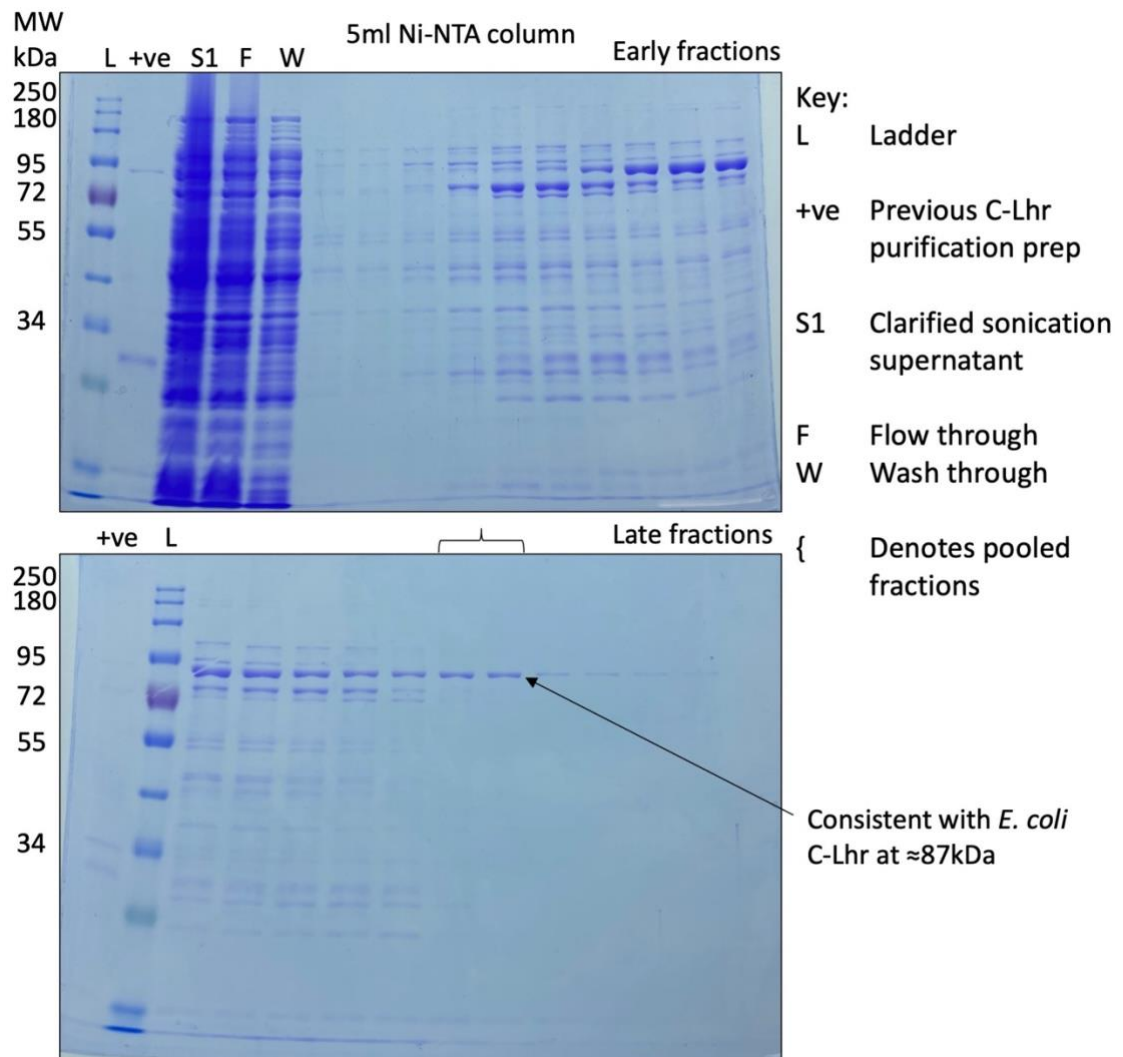 MW
kDa
5ml Ni-NTA column
L +ve S1 F W
Early fractions
250
180
95
72
55
34
Key:
L Ladder
+ve Previous C-Lhr
purification prep
S1 Clarified sonication
supernatant
F Flow through
W Wash through
{ Denotes pooled
fractions
+ve L
Late fractions
250
180
95
72
55
34
Consistent with E. coli
C-Lhr at ≈87kDa